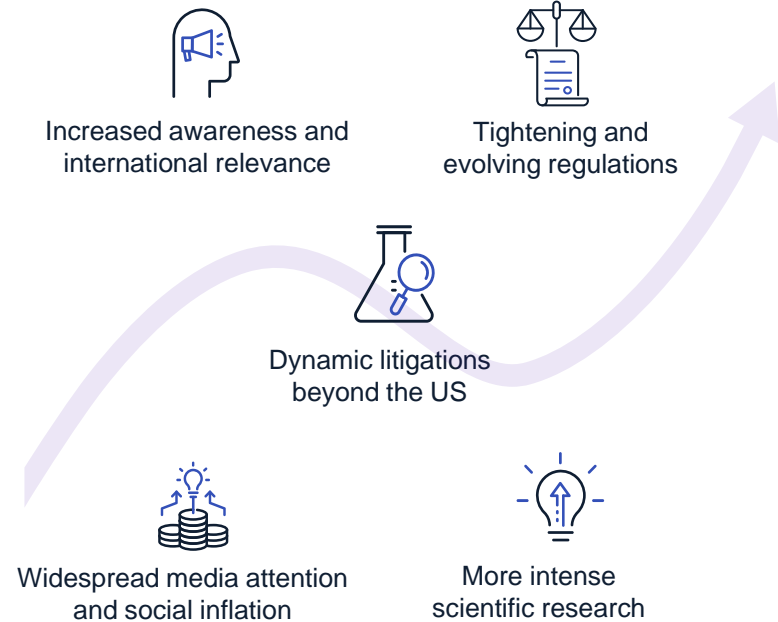 Increased awareness and
international relevance
Tightening and
evolving regulations
Dynamic litigations
beyond the US
Widespread media attention
and social inflation
More intense
scientific research